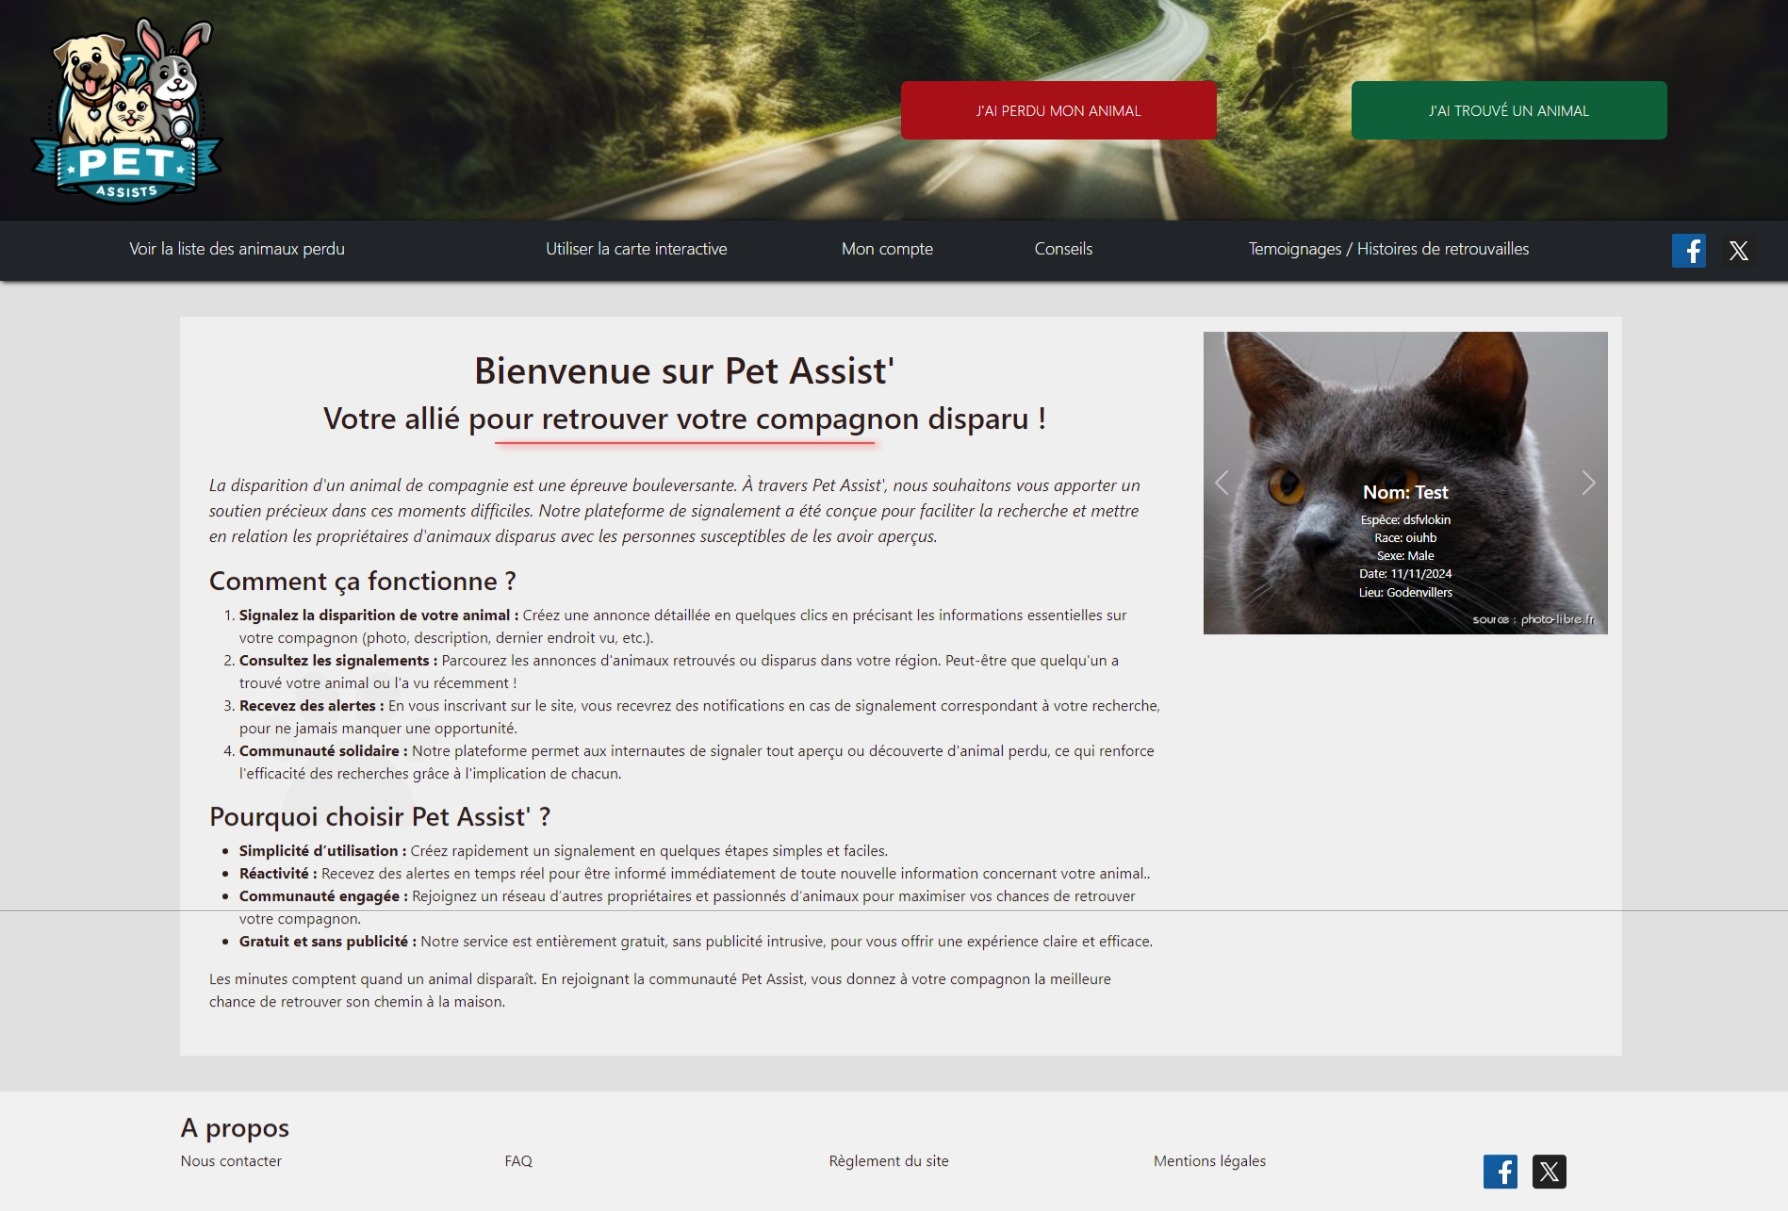 PET
ASSISTS
J'AI PERDU MON ANIMAL
J'AI TROUVÉ UN ANIMAL
Voir la liste des animaux perdu
Utiliser la carte interactive
Mon compte
Conseils
Temoignages / Histoires de retrouvailles
Bienvenue sur Pet Assist'
Votre allié pour retrouver votre compagnon disparu !
La disparition d'un animal de compagnie est une épreuve bouleversante. À travers Pet Assist', nous souhaitons vous apporter un
soutien précieux dans ces moments difficiles. Notre plateforme de signalement a été conçue pour faciliter la recherche et mettre
en relation les propriétaires d'animaux disparus avec les personnes susceptibles de les avoir aperçus.
Comment ça fonctionne ?
1. Signalez la disparition de votre animal : Créez une annonce détaillée en quelques clics en précisant les informations essentielles sur
votre compagnon (photo, description, dernier endroit vu, etc.).
2. Consultez les signalements : Parcourez les annonces d'animaux retrouvés ou disparus dans votre région. Peut-être que quelqu'un a
trouvé votre animal ou l'a vu récemment !
3. Recevez des alertes : En vous inscrivant sur le site, vous recevrez des notifications en cas de signalement correspondant à votre recherche,
pour ne jamais manquer une opportunité.
4. Communauté solidaire : Notre plateforme permet aux internautes de signaler tout aperçu ou découverte d'animal perdu, ce qui renforce
l'efficacité des recherches grâce à l'implication de chacun.
Pourquoi choisir Pet Assist' ?
• Simplicité d'utilisation : Créez rapidement un signalement en quelques étapes simples et faciles.
• Réactivité : Recevez des alertes en temps réel pour être informé immédiatement de toute nouvelle information concernant votre animal..
• Communauté engagée : Rejoignez un réseau d'autres propriétaires et passionnés d'animaux pour maximiser vos chances de retrouver
votre compagnon.
• Gratuit et sans publicité : Notre service est entièrement gratuit, sans publicité intrusive, pour vous offrir une expérience claire et efficace.
Les minutes comptent quand un animal disparaît. En rejoignant la communauté Pet Assist, vous donnez à votre compagnon la meilleure
chance de retrouver son chemin à la maison.
Nom: Test
Espèce: dsfvlokin
Race: oiuhb
Sexe: Male
Date: 11/11/2024
Lieu: Godenvillers
source : photo-libre.fr
A propos
Nous contacter
FAQ
Règlement du site
Mentions légales